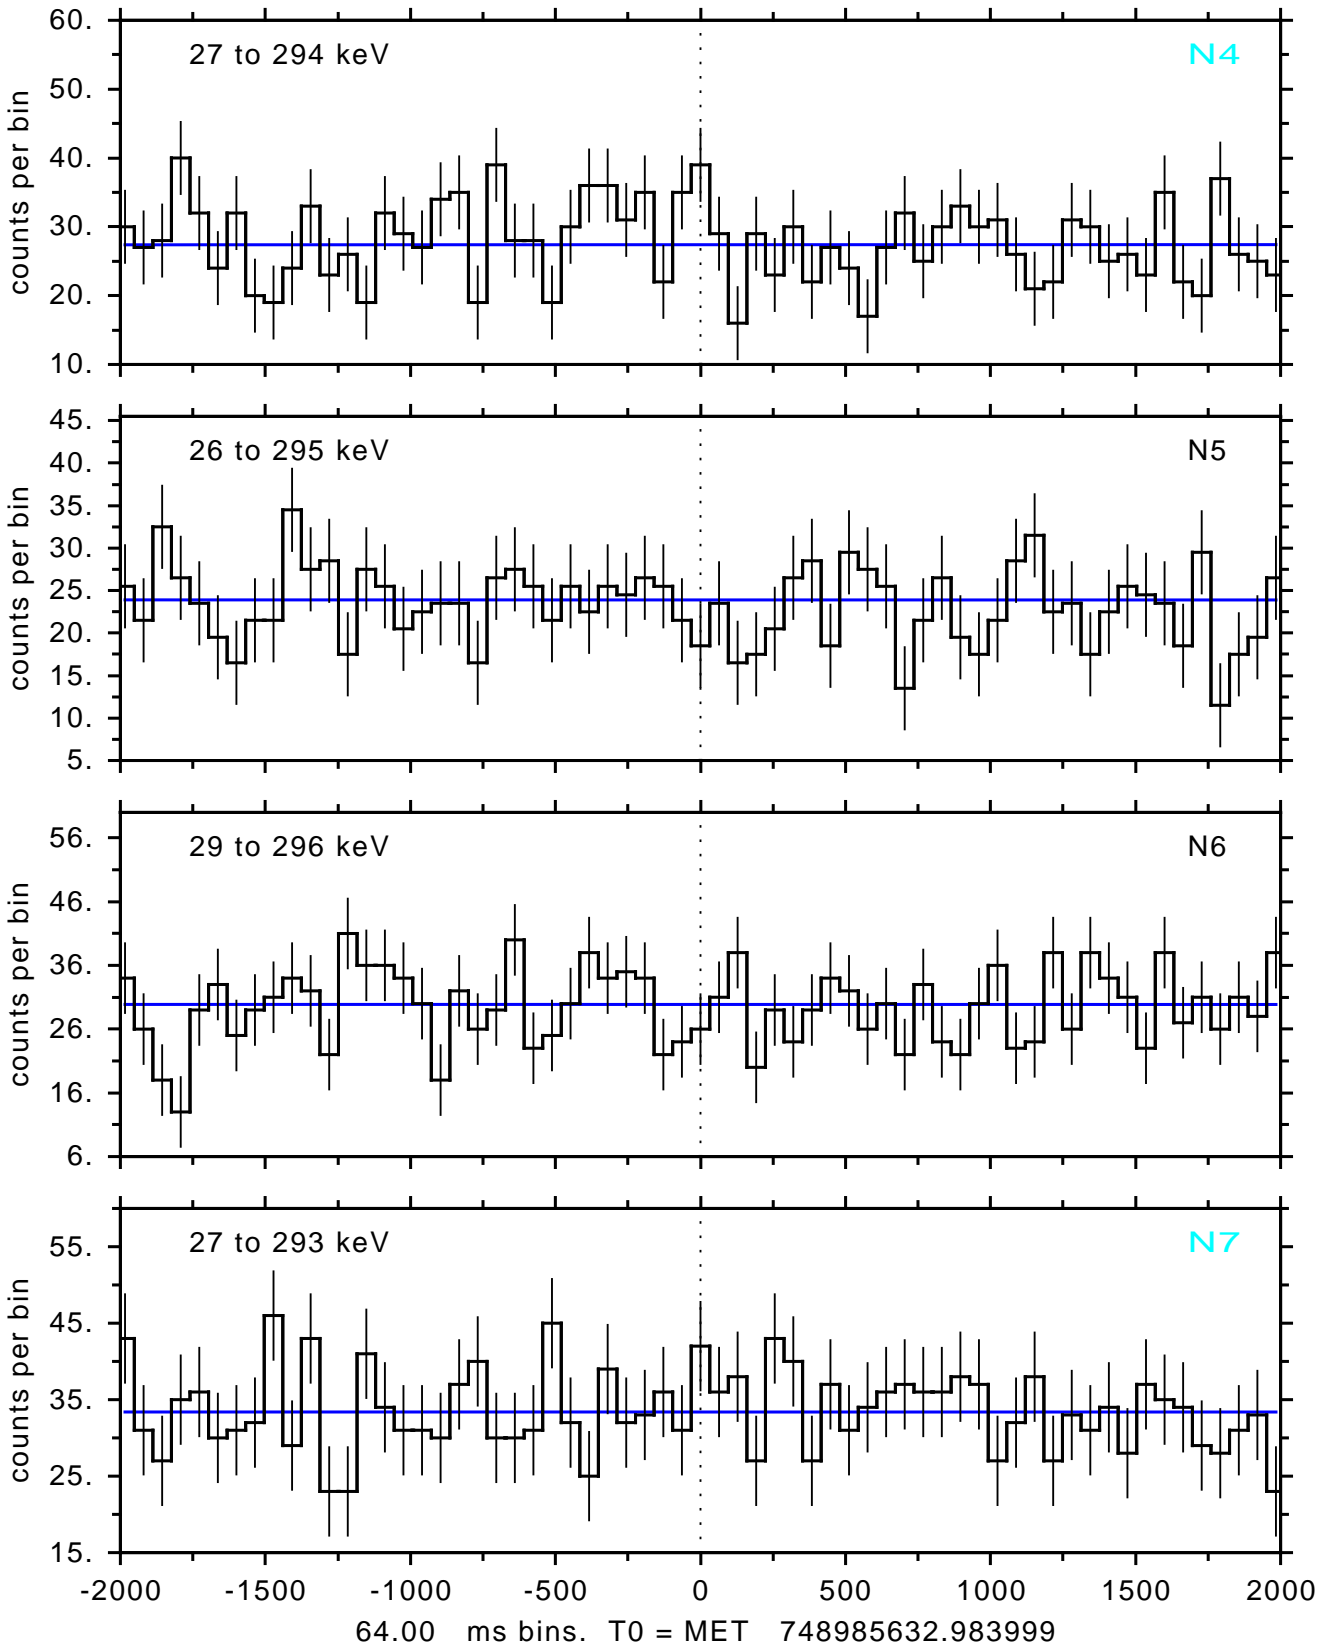 60.
27 to 294 keV N4
50.
40.
30.
20.
10.
counts per bin
45.
26 to 295 keV N5
40.
35.
30.
25.
20.
15.
10.
5.
counts per bin
56.
29 to 296 keV N6
46.
36.
26.
16.
6.
counts per bin
55.
27 to 293 keV N7
45.
35.
25.
15.
counts per bin
-2000 -1500 -1000 -500 0 500 1000 1500 2000
64.00 ms bins. T0 = MET 748985632.983999